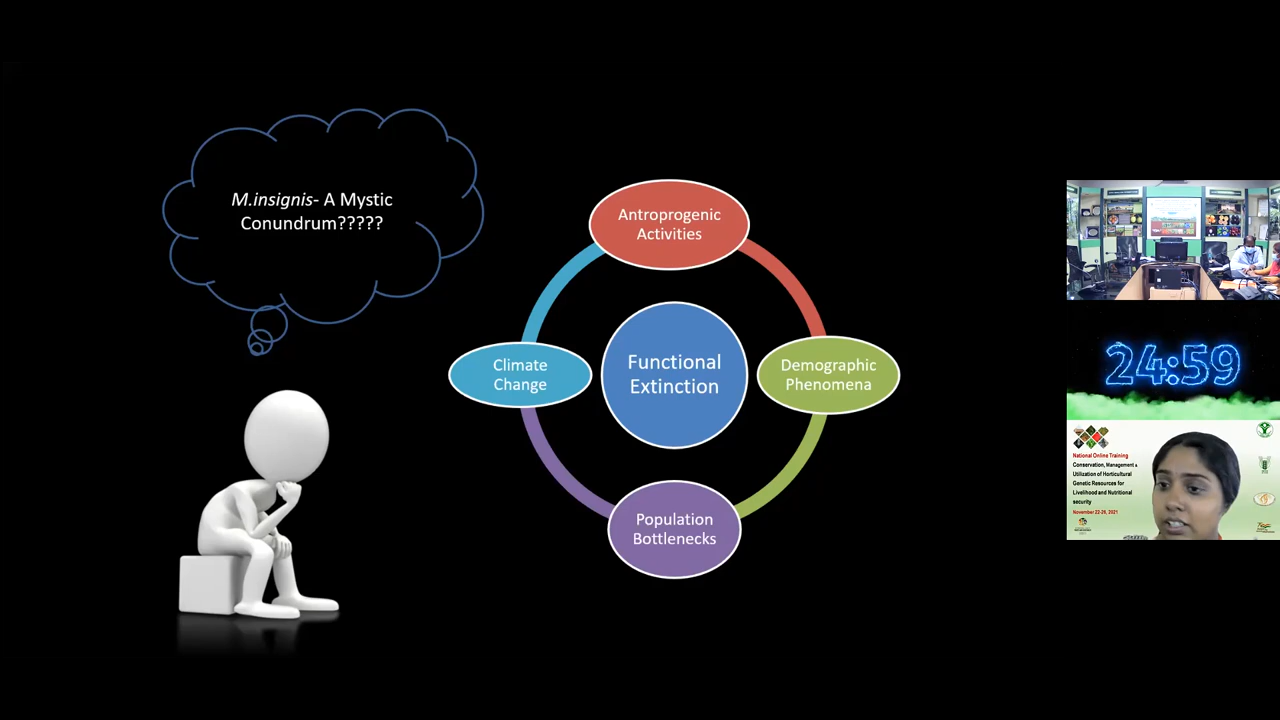 M.insignis- A Mystic
Conundrum?????
Antroprogenic
Activities
Climate
Change
Functional
Extinction
Demographic
Phenomena
Population
Bottlenecks
24:59
National Online Training
Conservation, Management &
Utilization of Horticultural
Genetic Resources for
Livelihood and Nutritional
security
November 22-26, 2021